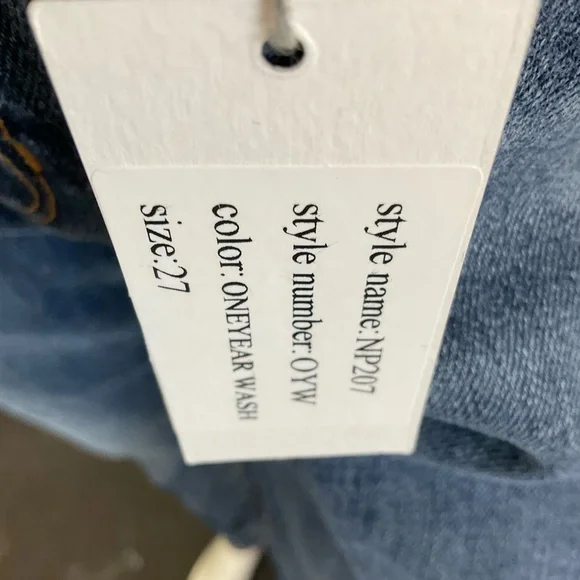 style name:NP207
style number:OYW
color: ONEYEAR WASH
size:27